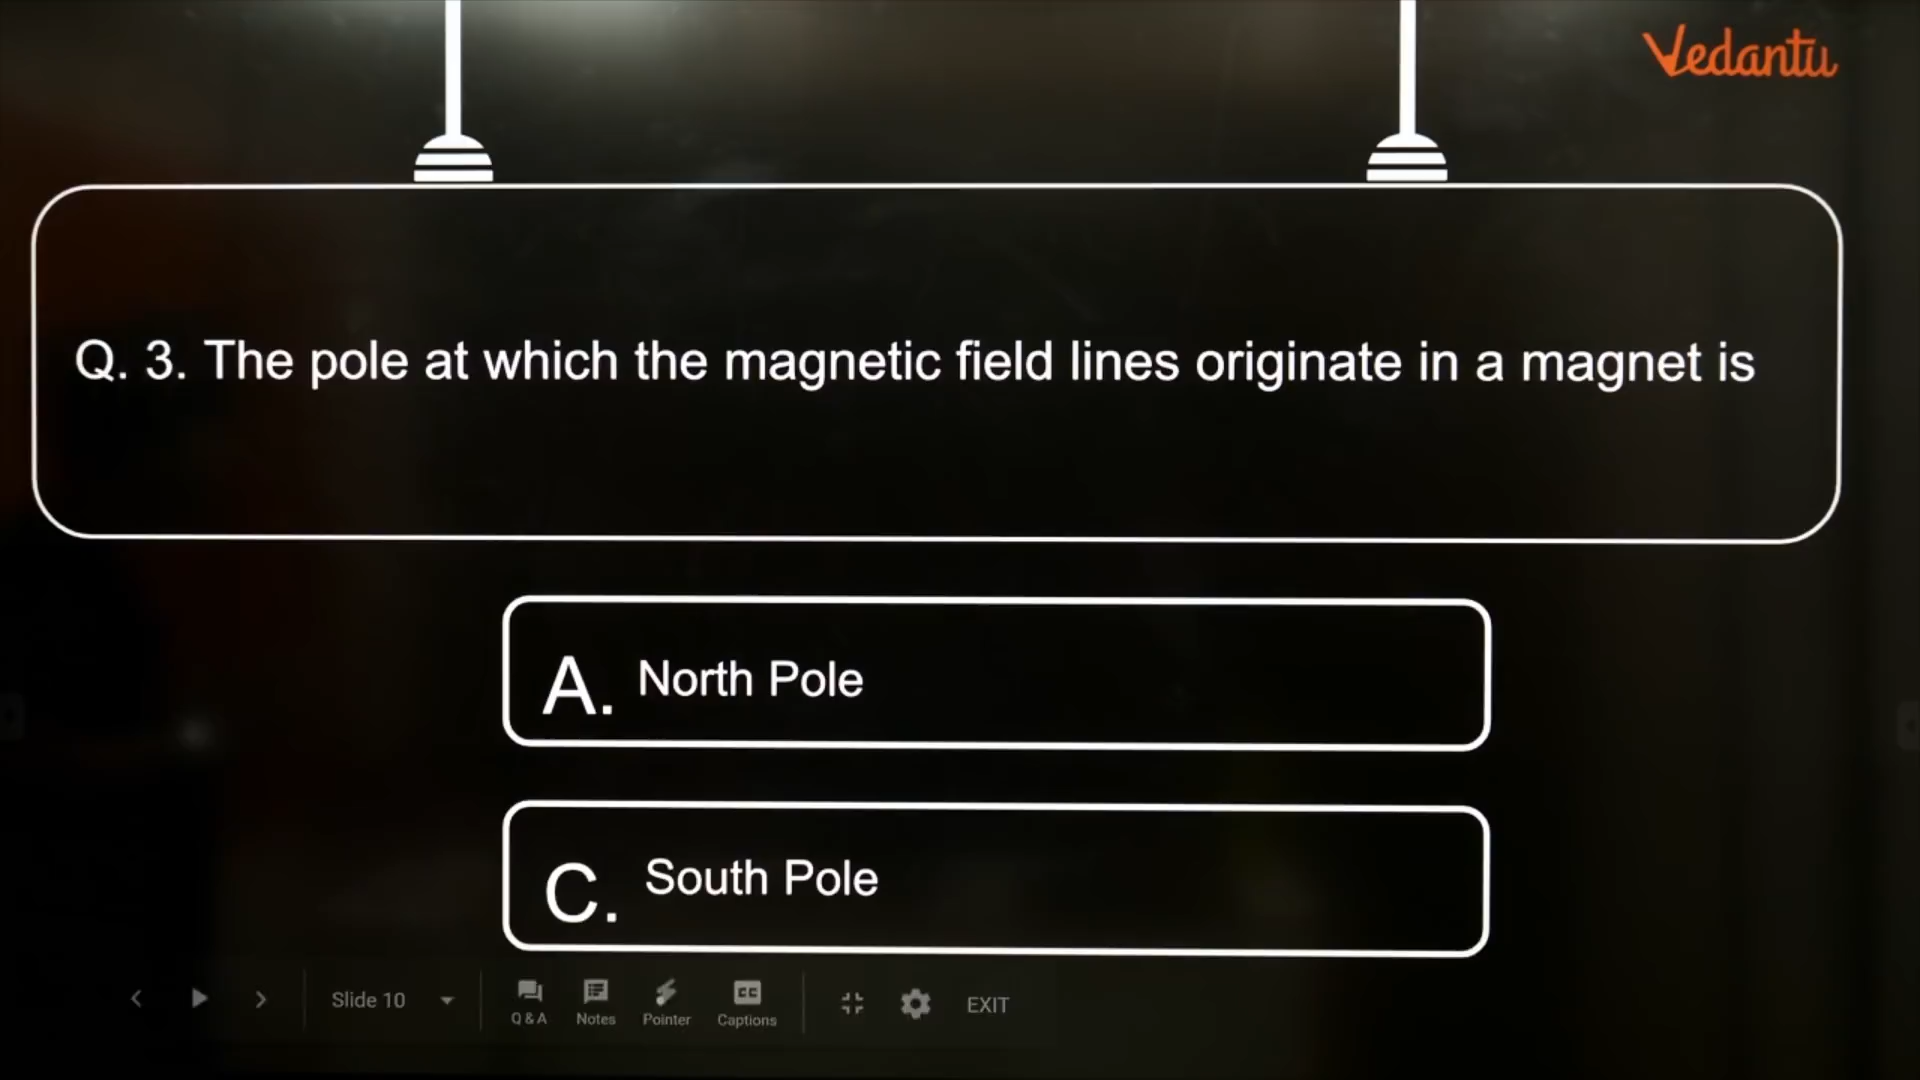 Vedantu
Q. 3. The pole at which the magnetic field lines originate in a magnet is
A. North Pole
C. South Pole
Slide 10 Q & A Notes Pointer CC Captions EXIT